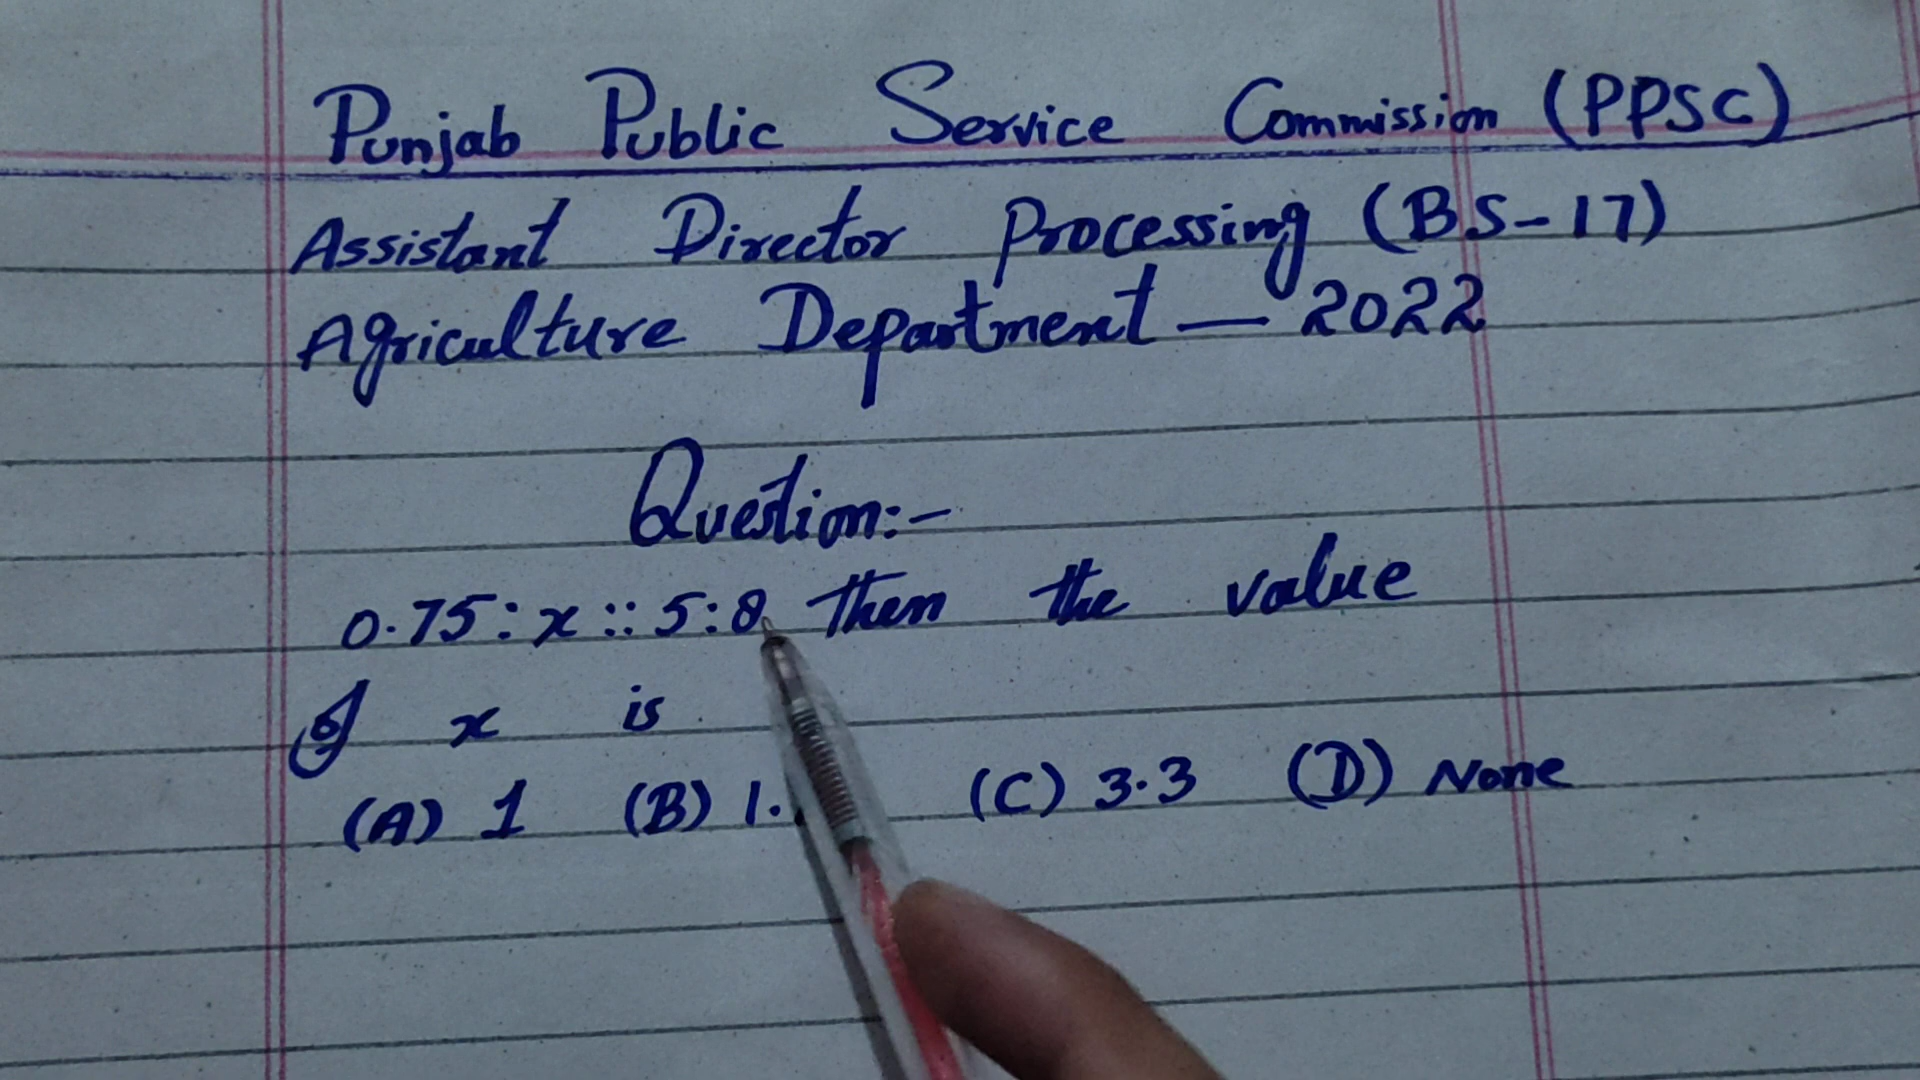 Punjab Public Service Commission (PPSC)
Assistant Director Processing (BS-17)
Agriculture Department — 2022
Question:-
0.75 : x :: 5 : 8 then the value
of x is
(A) 1 (B) 1. (C) 3.3 (D) None